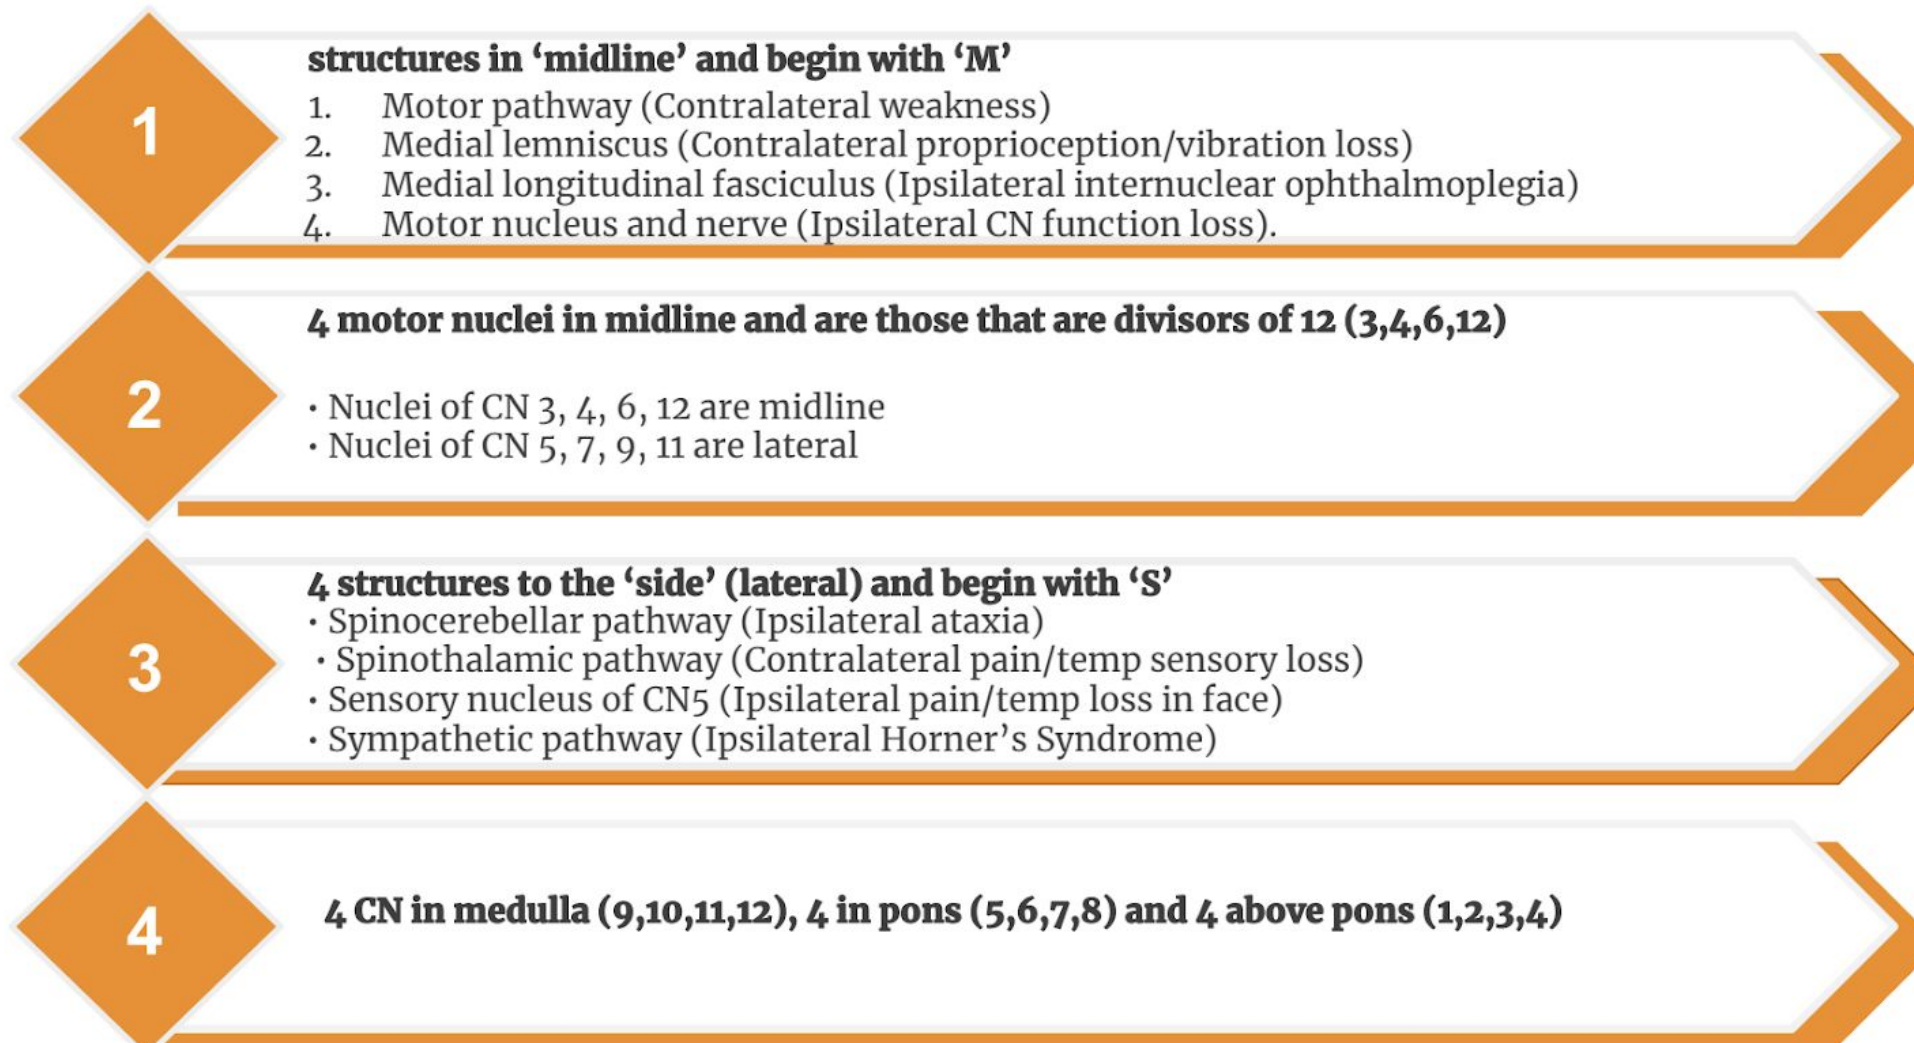 1
structures in ‘midline’ and begin with ‘M’
1. Motor pathway (Contralateral weakness)
2. Medial lemniscus (Contralateral proprioception/vibration loss)
3. Medial longitudinal fasciculus (Ipsilateral internuclear ophthalmoplegia)
4. Motor nucleus and nerve (Ipsilateral CN function loss).
2
4 motor nuclei in midline and are those that are divisors of 12 (3,4,6,12)
• Nuclei of CN 3, 4, 6, 12 are midline
• Nuclei of CN 5, 7, 9, 11 are lateral
3
4 structures to the ‘side’ (lateral) and begin with ‘S’
• Spinocerebellar pathway (Ipsilateral ataxia)
• Spinothalamic pathway (Contralateral pain/temp sensory loss)
• Sensory nucleus of CN5 (Ipsilateral pain/temp loss in face)
• Sympathetic pathway (Ipsilateral Horner’s Syndrome)
4
4 CN in medulla (9,10,11,12), 4 in pons (5,6,7,8) and 4 above pons (1,2,3,4)